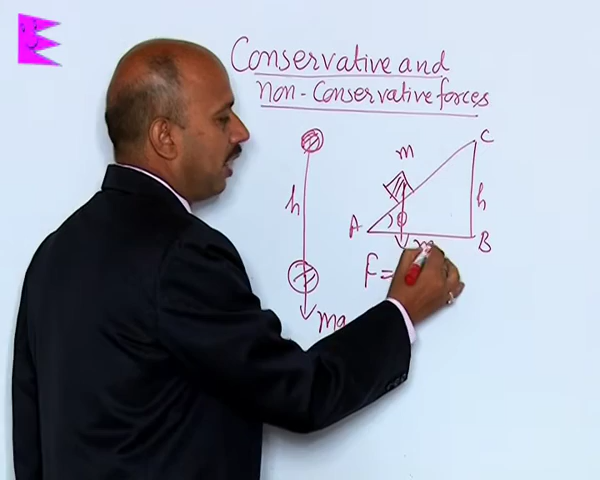 Conservative and
Non-Conservative forces
C
m
h
h
A
θ
B
F=
mg